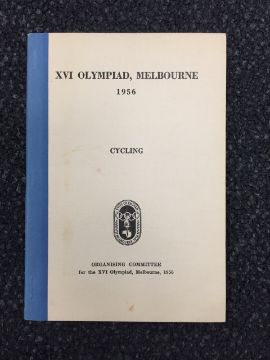 XVI OLYMPIAD, MELBOURNE
1956
CYCLING
ORGANISING COMMITTEE
for the XVI Olympiad, Melbourne, 1956